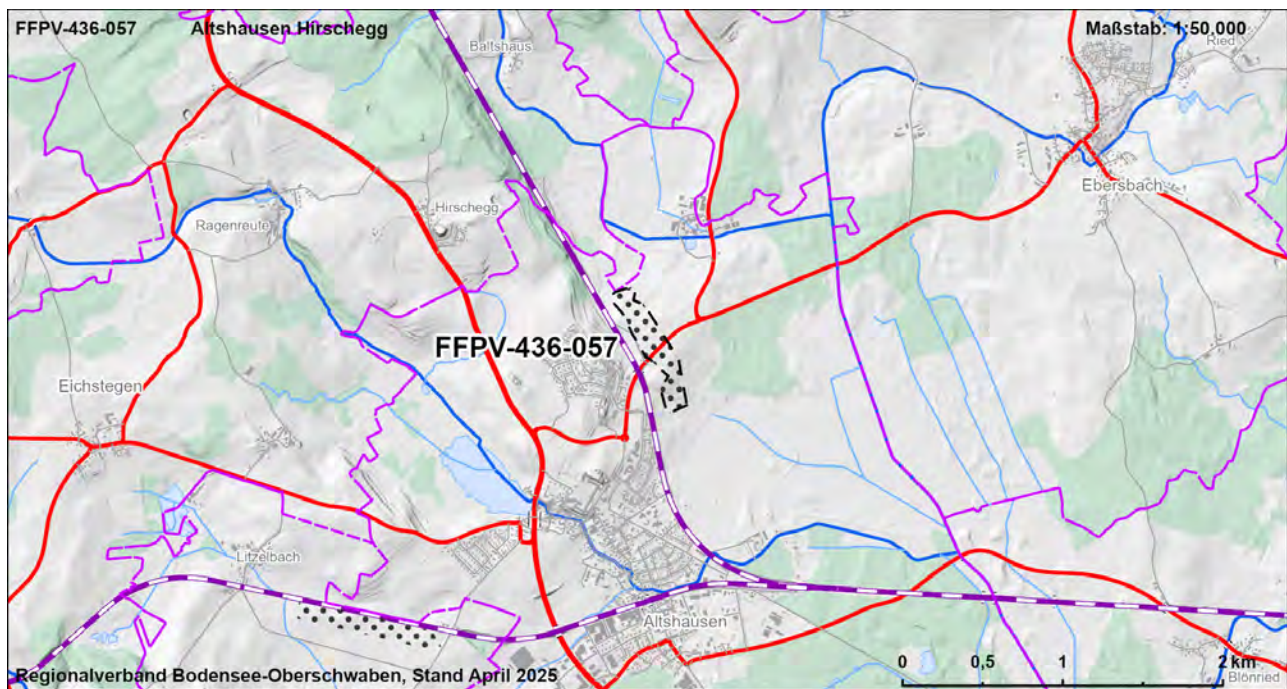 FFPV-436-057 Altshausen Hirschegg Maßstab: 1:50.000
Baltshaus
Ried
Ebersbach
Ragenreute
Hirschegg
FFPV-436-057
Eichstegen
Litzelbach
Altshausen
0 0,5 1 2 km
Blönried
Regionalverband Bodensee-Oberschwaben, Stand April 2025